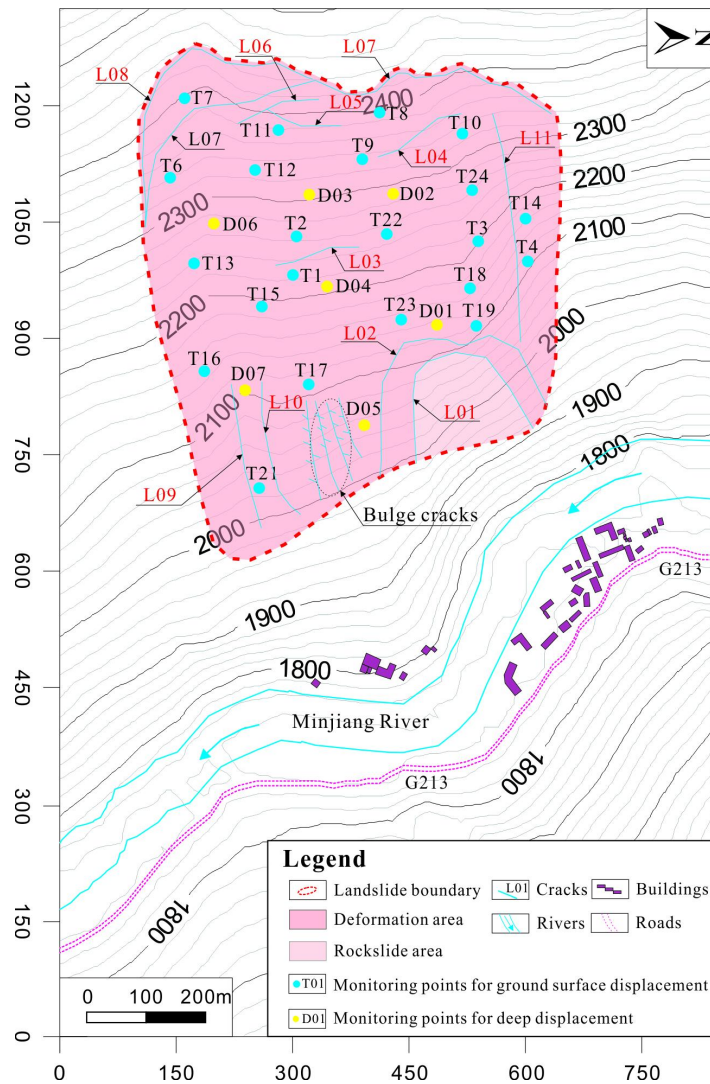 N
L06
L07
L08
T7
2400
1200
L05
T8
T11
T10
2300
L07
T9
L04
L11
T6
T12
2200
T24
D03
D02
T14
2300
1050
D06
T2
T22
T3
2100
T4
L03
T13
T1
D04
T18
T15
T23
D01
T19
2000
2200
900
L02
T16
T17
D07
1900
2100
L10
L01
D05
750
1800
L09
T21
Bulge cracks
2000
600
G213
1900
1800
450
Minjiang River
G213
1800
300
Legend
Landslide boundary
L01 Cracks
Buildings
1800
150
Deformation area
Rivers
Roads
Rockslide area
T01 Monitoring points for ground surface displacement
0 100 200m
D01 Monitoring points for deep displacement
0
0 150 300 450 600 750